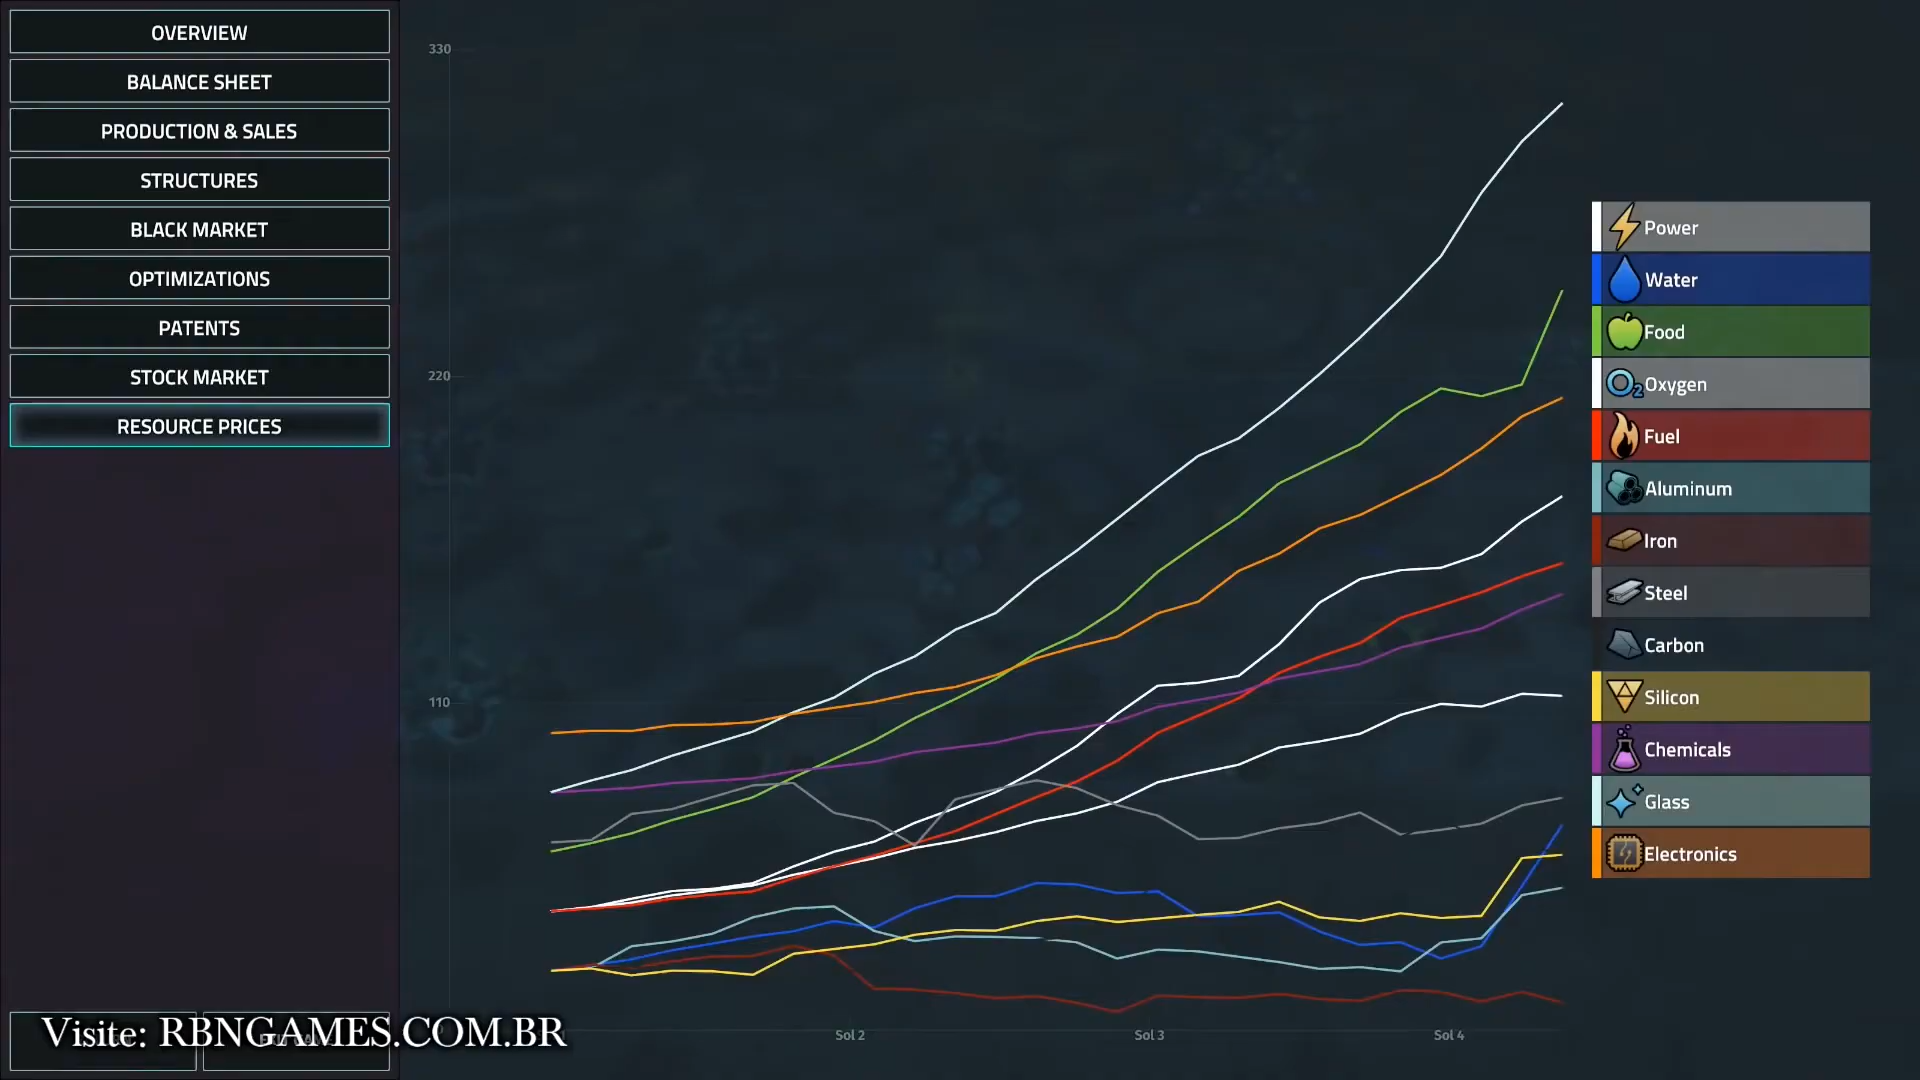 OVERVIEW
BALANCE SHEET
PRODUCTION & SALES
STRUCTURES
BLACK MARKET
OPTIMIZATIONS
PATENTS
STOCK MARKET
RESOURCE PRICES
330
220
110
Sol 2
Sol 3
Sol 4
Power
Water
Food
Oxygen
Fuel
Aluminum
Iron
Steel
Carbon
Silicon
Chemicals
Glass
Electronics
Visite: RBNGAMES.COM.BR